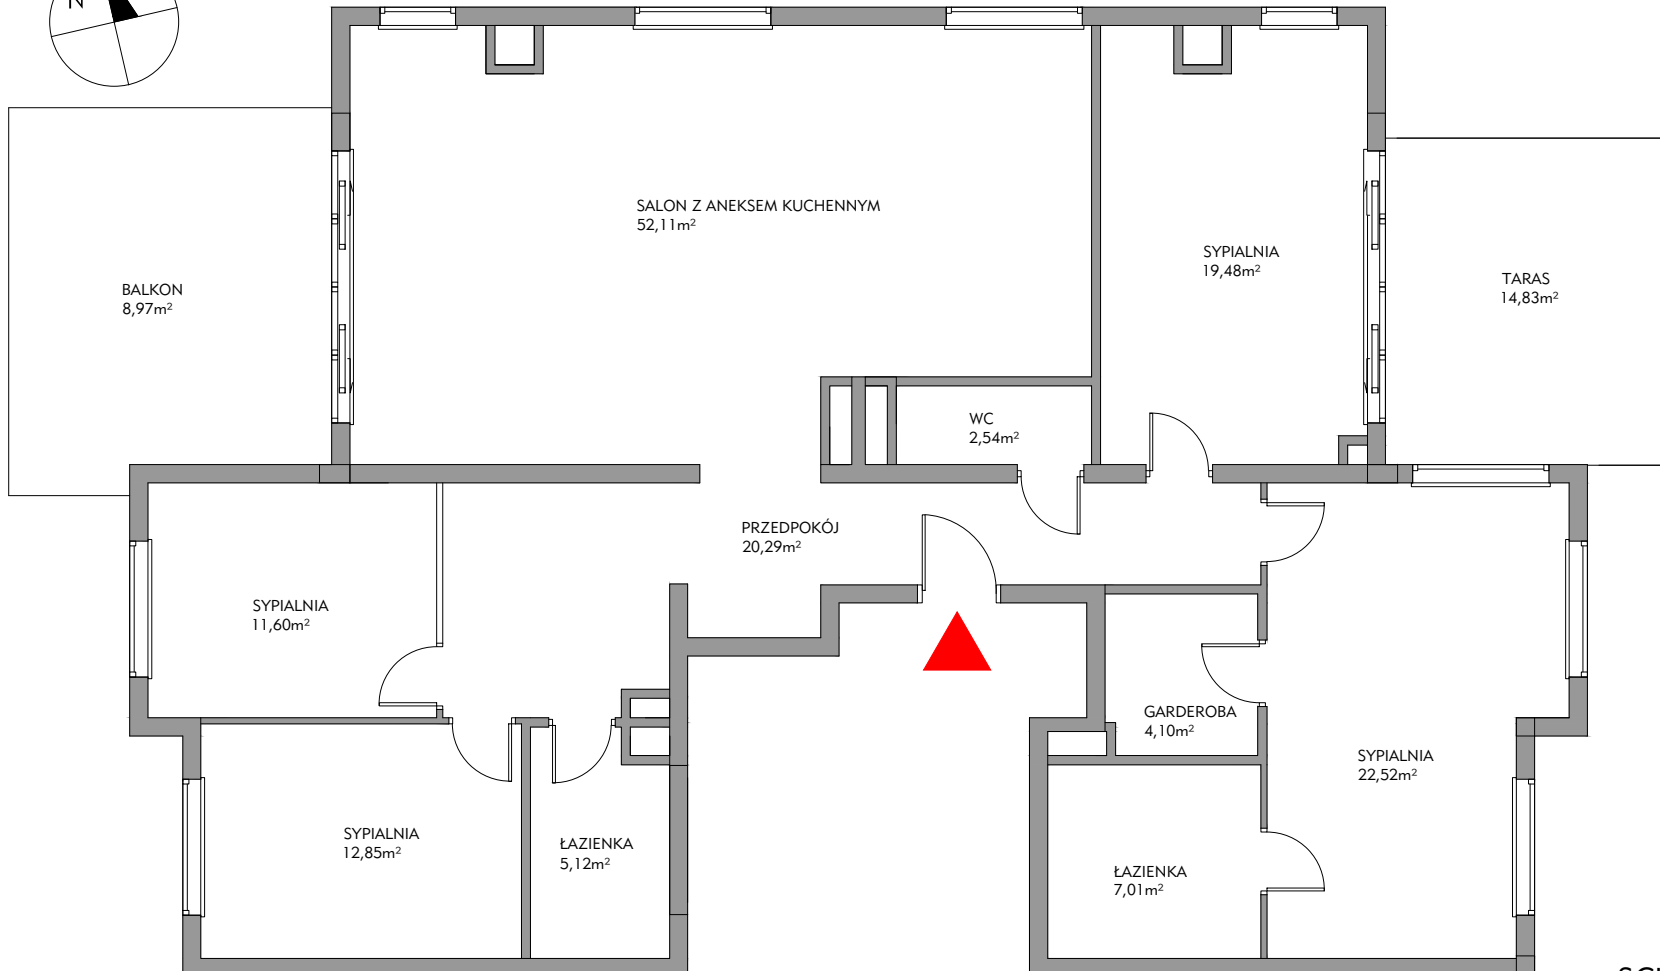 N
SALON Z ANEKSEM KUCHENNYM
52,11m²
SYPIALNIA
19,48m²
TARAS
14,83m²
BALKON
8,97m²
WC
2,54m²
PRZEDPOKÓJ
20,29m²
SYPIALNIA
11,60m²
GARDEROBA
4,10m²
SYPIALNIA
22,52m²
SYPIALNIA
12,85m²
ŁAZIENKA
5,12m²
ŁAZIENKA
7,01m²